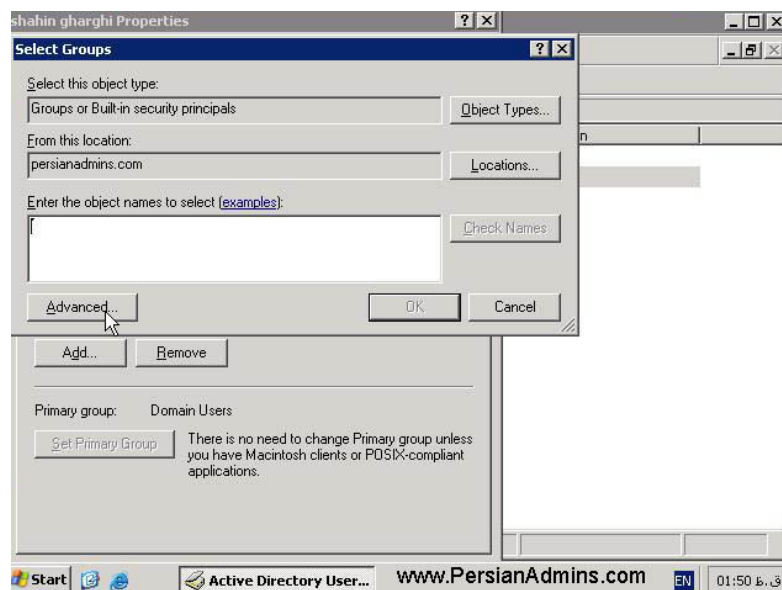 shahin gharghi Properties
Select Groups
Select this object type:
Groups or Built-in security principals
Object Types...
From this location:
persianadmins.com
Locations...
Enter the object names to select (examples):
Check Names
Advanced...
OK
Cancel
Add...
Remove
Primary group: Domain Users
Set Primary Group
There is no need to change Primary group unless
you have Macintosh clients or POSIX-compliant
applications.
Start
Active Directory User...
www.PersianAdmins.com
EN
01:50 ق.ظ